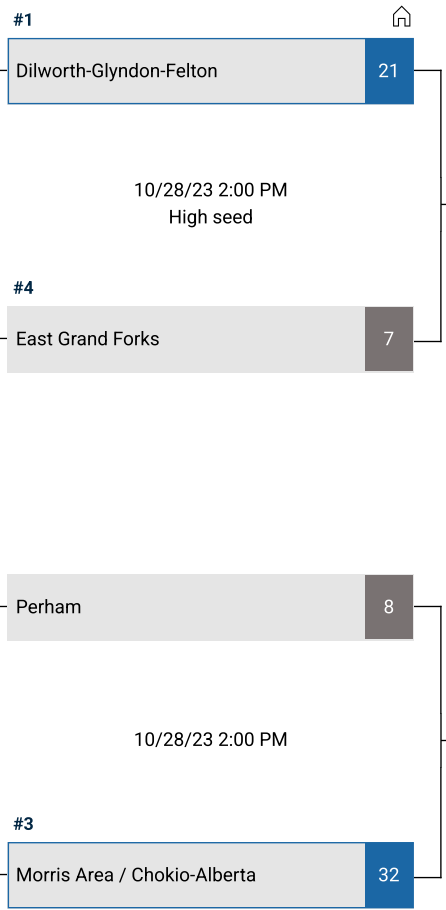 #1
Dilworth-Glyndon-Felton 21
10/28/23 2:00 PM
High seed
#4
East Grand Forks 7
Perham 8
10/28/23 2:00 PM
#3
Morris Area / Chokio-Alberta 32